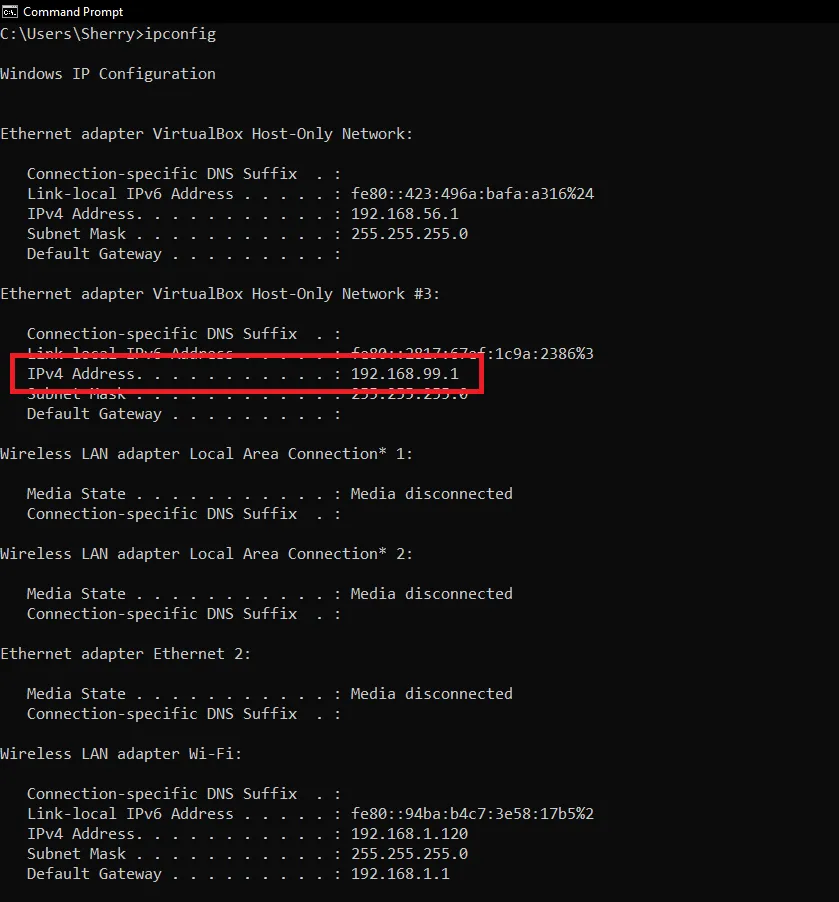 Command Prompt
C:\Users\Sherry>ipconfig
Windows IP Configuration
Ethernet adapter VirtualBox Host-Only Network:
Connection-specific DNS Suffix  . :
Link-local IPv6 Address . . . . . : fe80::423:496a:bafa:a316%24
IPv4 Address. . . . . . . . . . . : 192.168.56.1
Subnet Mask . . . . . . . . . . . : 255.255.255.0
Default Gateway . . . . . . . . . :
Ethernet adapter VirtualBox Host-Only Network #3:
Connection-specific DNS Suffix  . :
Link-local IPv6 Address . . . . . : fe80::2817:67ef:1c9a:2386%3
IPv4 Address. . . . . . . . . . . : 192.168.99.1
Subnet Mask . . . . . . . . . . . : 255.255.255.0
Default Gateway . . . . . . . . . :
Wireless LAN adapter Local Area Connection* 1:
Media State . . . . . . . . . . . : Media disconnected
Connection-specific DNS Suffix  . :
Wireless LAN adapter Local Area Connection* 2:
Media State . . . . . . . . . . . : Media disconnected
Connection-specific DNS Suffix  . :
Ethernet adapter Ethernet 2:
Media State . . . . . . . . . . . : Media disconnected
Connection-specific DNS Suffix  . :
Wireless LAN adapter Wi-Fi:
Connection-specific DNS Suffix  . :
Link-local IPv6 Address . . . . . : fe80::94ba:b4c7:3e58:17b5%2
IPv4 Address. . . . . . . . . . . : 192.168.1.120
Subnet Mask . . . . . . . . . . . : 255.255.255.0
Default Gateway . . . . . . . . . : 192.168.1.1